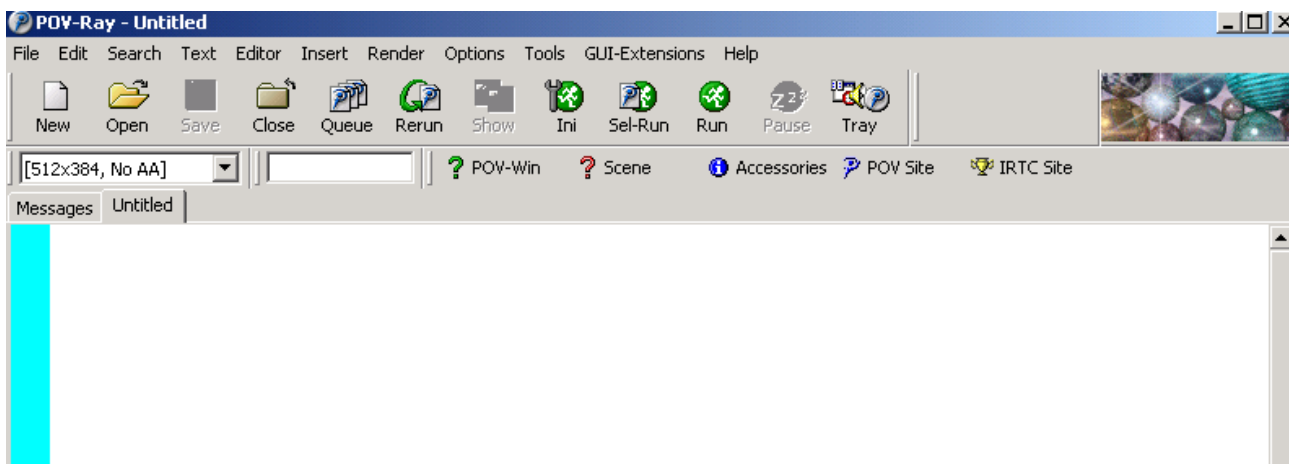 POV-Ray - Untitled
File Edit Search Text Editor Insert Render Options Tools GUI-Extensions Help
New Open Save Close Queue Rerun Show Ini Sel-Run Run Pause Tray
[512x384, No AA] ? POV-Win ? Scene Accessories POV Site IRTC Site
Messages Untitled